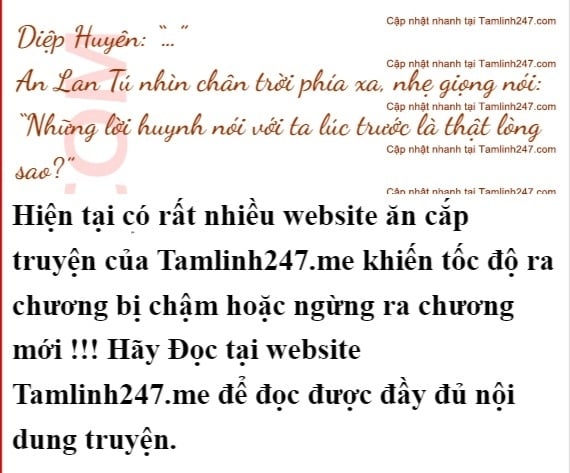 Cập nhật nhanh tại Tamlinh247.com
Diệp Huyên: “...”
Cập nhật nhanh tại Tamlinh247.com
An Lan Tú nhìn chân trời phía xa, nhẹ giọng nói:
Cập nhật nhanh tại Tamlinh247.com
“Những lời huynh nói với ta lúc trước là thật lòng
Cập nhật nhanh tại Tamlinh247.com
sao?”
Cập nhật nhanh tại Tamlinh247.com
COM
Hiện tại có rất nhiều website ăn cắp
truyện của Tamlinh247.me khiến tốc độ ra
chương bị chậm hoặc ngừng ra chương
mới !!! Hãy Đọc tại website
Tamlinh247.me để đọc được đầy đủ nội
dung truyện.